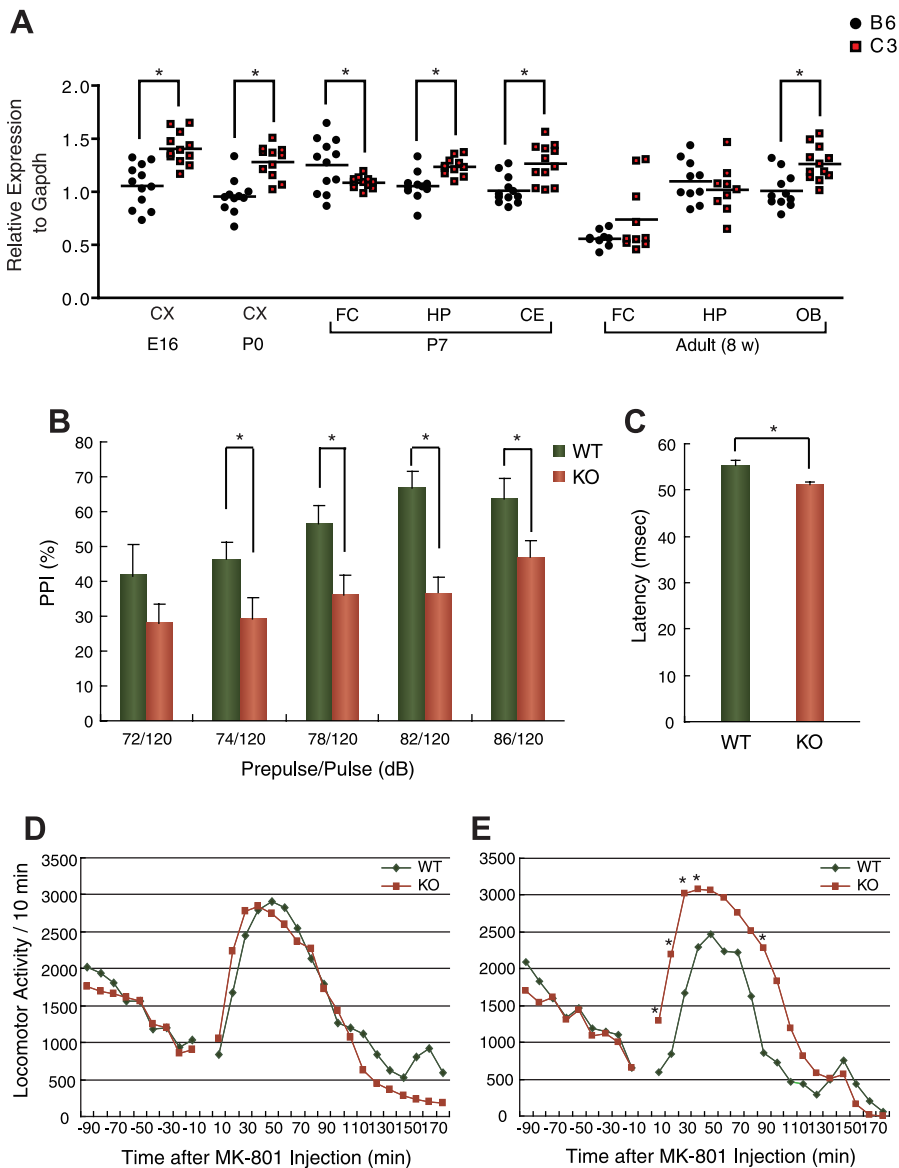 A
B6
C3
* * * * * *
Relative Expression
to Gapdh
2.0
1.5
1.0
0.5
0.0
CX CX FC HP CE FC HP OB
E16 P0 P7 Adult (8 w)
B
80
70
60
50
40
30
20
10
0
PPI (%)
* * * *
WT
KO
72/120 74/120 78/120 82/120 86/120
Prepulse/Pulse (dB)
C
60
50
40
30
20
10
0
Latency (msec)
*
WT KO
D
3500
3000
2500
2000
1500
1000
500
0
Locomotor Activity / 10 min
WT
KO
-90 -70 -50 -30 -10 10 30 50 70 90 110 130 150 170
Time after MK-801 Injection (min)
E
3500
3000
2500
2000
1500
1000
500
0
WT
KO
* * * * *
-90 -70 -50 -30 -10 10 30 50 70 90 110 130 150 170
Time after MK-801 Injection (min)